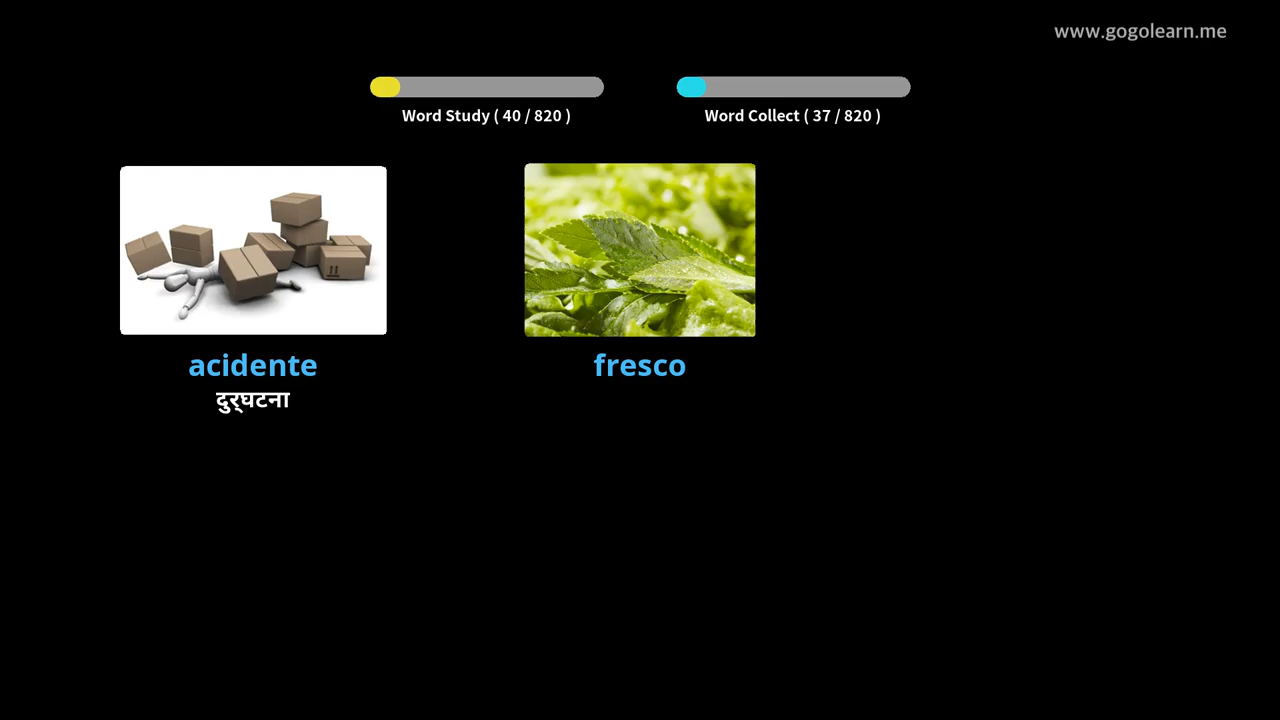 www.gogolearn.me
Word Study ( 40 / 820 )
Word Collect ( 37 / 820 )
acidente
दुर्घटना
fresco